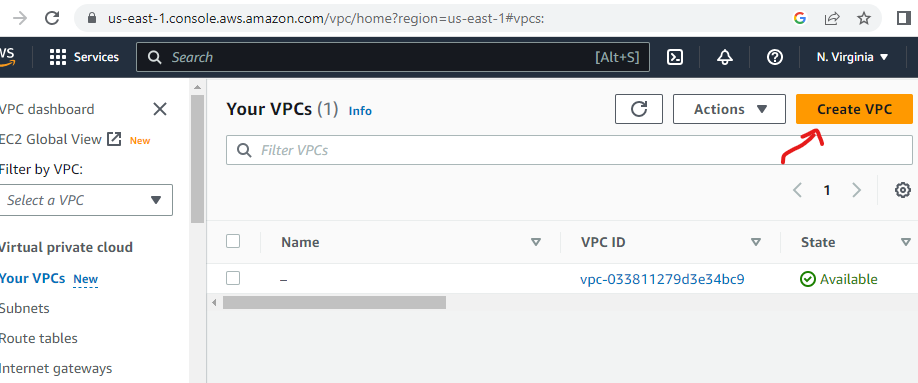 us-east-1.console.aws.amazon.com/vpc/home?region=us-east-1#vpcs:
WS Services Search [Alt+S] N. Virginia
VPC dashboard
EC2 Global View New
Filter by VPC:
Select a VPC
Virtual private cloud
Your VPCs New
Subnets
Route tables
Internet gateways
Your VPCs (1) Info Actions Create VPC
Filter VPCs
1
Name VPC ID State
– vpc-033811279d3e34bc9 Available